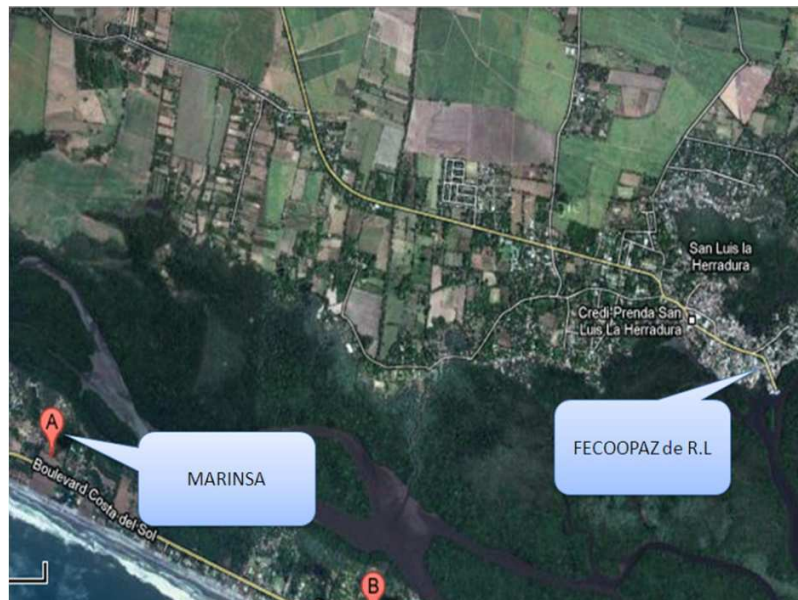 San Luis la
Herradura
Credi-Prenda San
Luis La Herradura
FECOOPAZ de R.L
A
MARINSA
Boulevard Costa del Sol
B